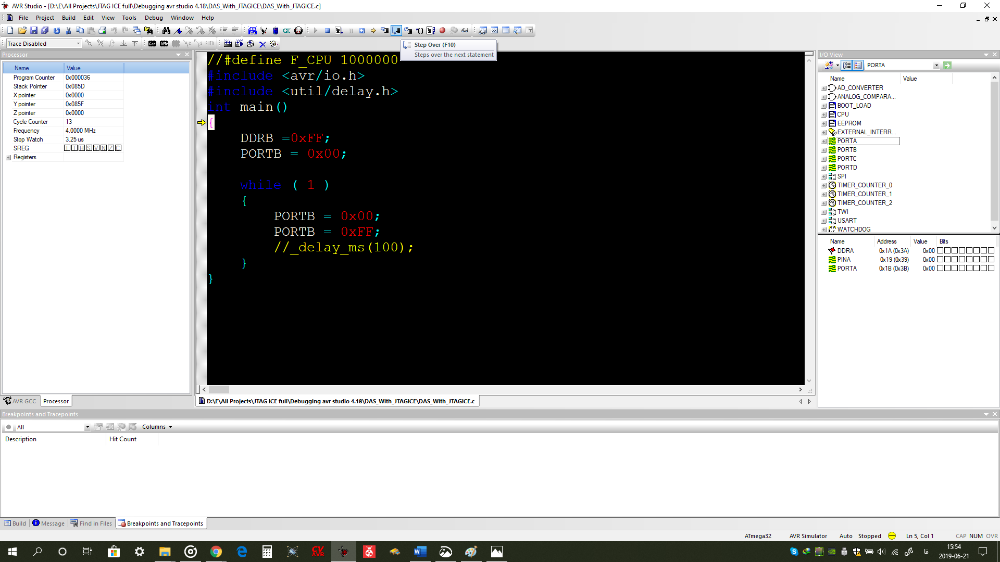 AVR Studio - [D:\E\All Projects\JTAG ICE full\Debugging avr studio 4.18\DAS_With_JTAGICE\DAS_With_JTAGICE.c]
File Project Build Edit View Tools Debug Window Help
Trace Disabled
AUTO
Step Over (F10)
Steps over the next statement
Processor
Name Value
Program Counter 0x000036
Stack Pointer 0x085D
X pointer 0x0000
Y pointer 0x085F
Z pointer 0x0000
Cycle Counter 13
Frequency 4.0000 MHz
Stop Watch 3.25 us
SREG I T H S V N Z C
Registers
AVR GCC Processor
//#define F_CPU 1000000
#include <avr/io.h>
#include <util/delay.h>
int main()
{
DDRB =0xFF;
PORTB = 0x00;
while ( 1 )
{
PORTB = 0x00;
PORTB = 0xFF;
//_delay_ms(100);
}
}
D:\E\All Projects\JTAG ICE full\Debugging avr studio 4.18\DAS_With_JTAGICE\DAS_With_JTAGICE.c
I/O View
PORTA
Name Value
AD_CONVERTER
ANALOG_COMPARA...
BOOT_LOAD
CPU
EEPROM
EXTERNAL_INTERR...
PORTA
PORTB
PORTC
PORTD
SPI
TIMER_COUNTER_0
TIMER_COUNTER_1
TIMER_COUNTER_2
TWI
USART
WATCHDOG
Name Address Value Bits
DDRA 0x1A (0x3A) 0x00
PINA 0x19 (0x39) 0x00
PORTA 0x1B (0x3B) 0x00
Breakpoints and Tracepoints
All Columns
Description Hit Count
Build Message Find in Files Breakpoints and Tracepoints
ATmega32 AVR Simulator Auto Stopped Ln 5, Col 1 CAP NUM OVR
CV AVR
فا
15:54
2019-06-21